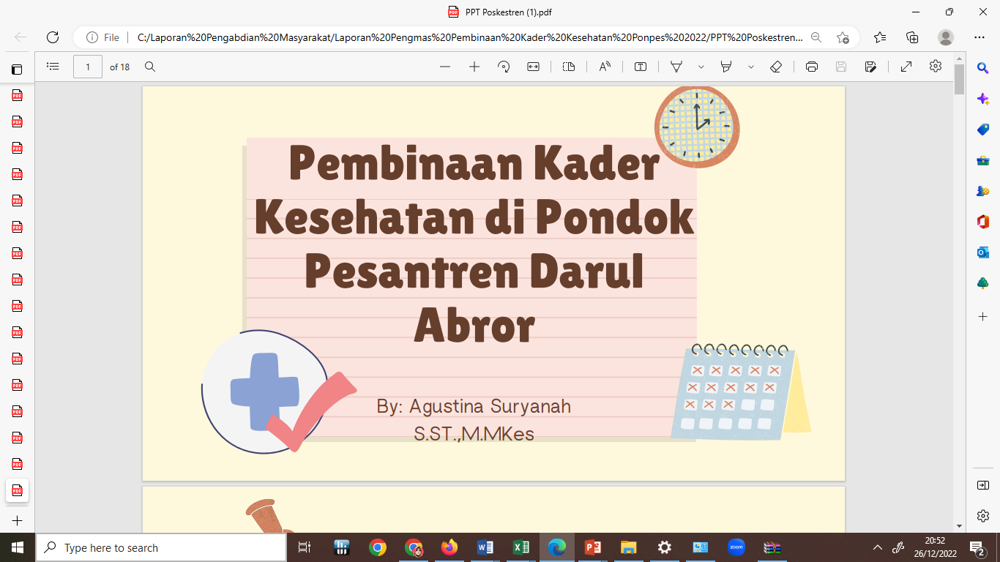 PPT Poskestren (1).pdf
File
C:/Laporan%20Pengabdian%20Masyarakat/Laporan%20Pengmas%20Pembinaan%20Kader%20Kesehatan%20Ponpes%202022/PPT%20Poskestren...
1 of 18
Pembinaan Kader
Kesehatan di Pondok
Pesantren Darul
Abror
By: Agustina Suryanah
S.ST.,M.MKes
Type here to search
zoom
20:52
26/12/2022
2